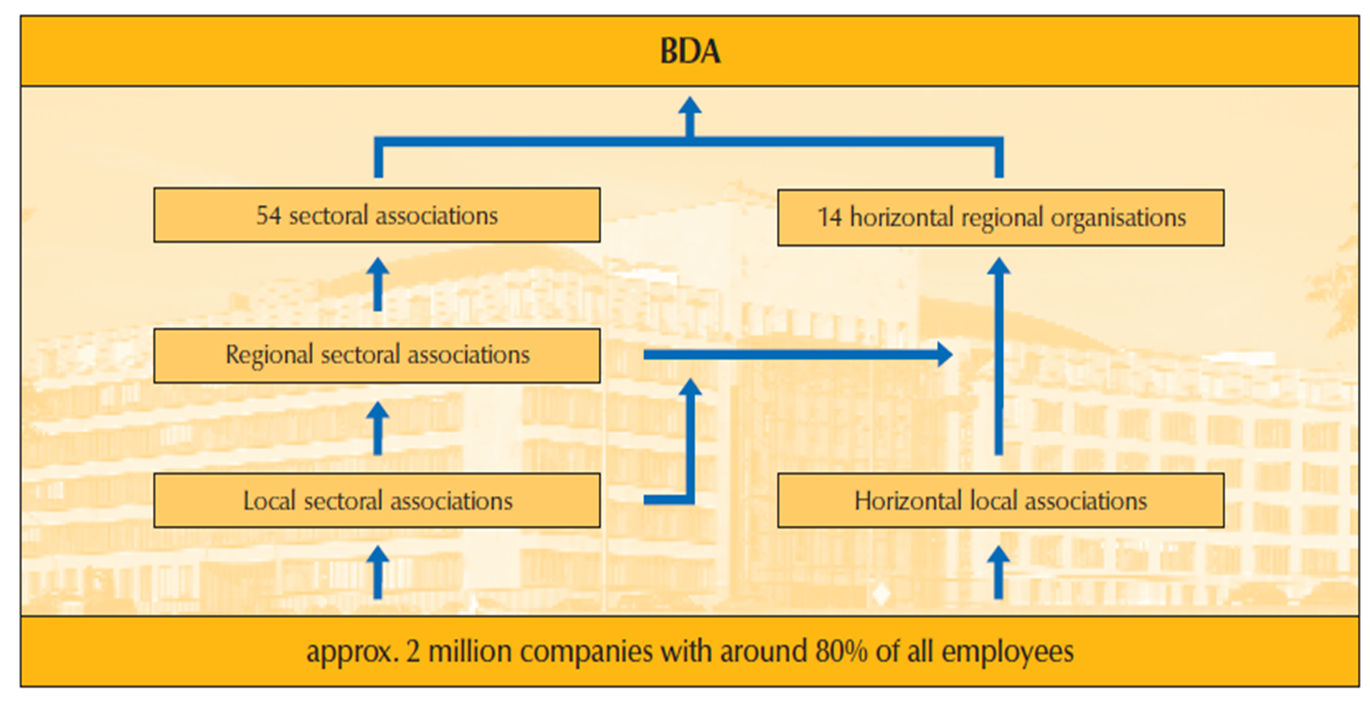 BDA
54 sectoral associations
14 horizontal regional organisations
Regional sectoral associations
Local sectoral associations
Horizontal local associations
approx. 2 million companies with around 80% of all employees